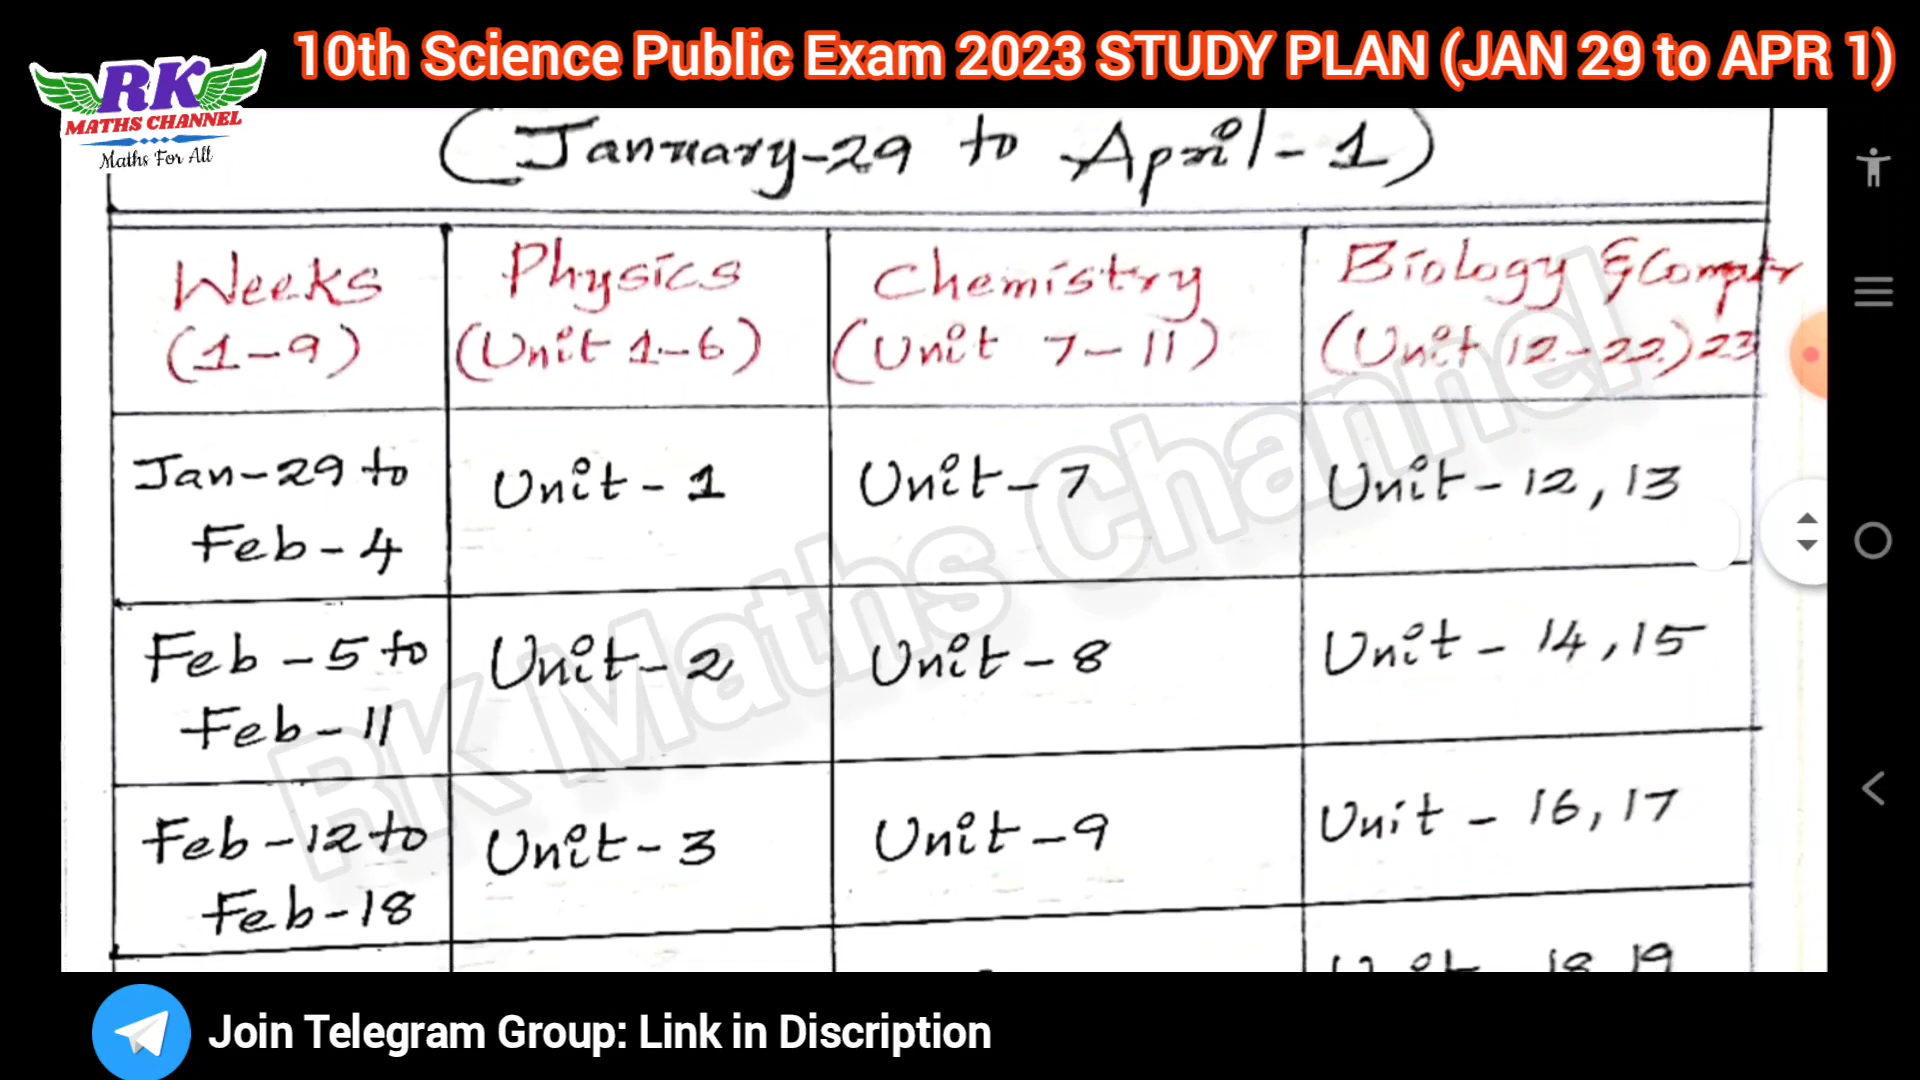 10th Science Public Exam 2023 STUDY PLAN (JAN 29 to APR 1)
RK
MATHS CHANNEL
Maths For All
(January-29 to April-1)
Weeks
(1-9)
Physics
(Unit 1-6)
Chemistry
(Unit 7-11)
Biology & Computr
(Unit 12-22) 23
Jan-29 to
Feb-4
Unit-1
Unit-7
Unit-12, 13
Feb-5 to
Feb-11
Unit-2
Unit-8
Unit-14, 15
Feb-12 to
Feb-18
Unit-3
Unit-9
Unit-16, 17
18, 19
RK Maths Channel
Join Telegram Group: Link in Discription